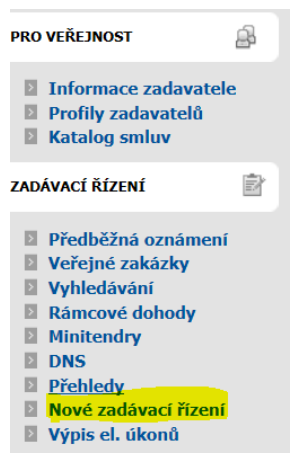 PRO VEŘEJNOST
Informace zadavatele
Profily zadavatelů
Katalog smluv
ZADÁVACÍ ŘÍZENÍ
Předběžná oznámení
Veřejné zakázky
Vyhledávání
Rámcové dohody
Minitendry
DNS
Přehledy
Nové zadávací řízení
Výpis el. úkonů